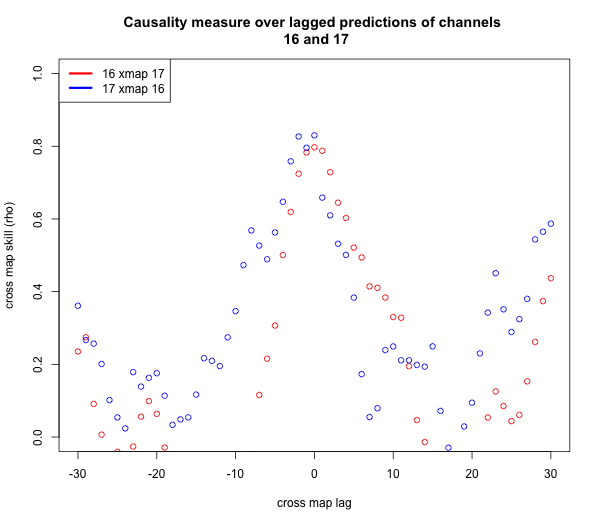 Causality measure over lagged predictions of channels
16 and 17
16 xmap 17
17 xmap 16
cross map skill (rho)
1.0
0.8
0.6
0.4
0.2
0.0
-30 -20 -10 0 10 20 30
cross map lag